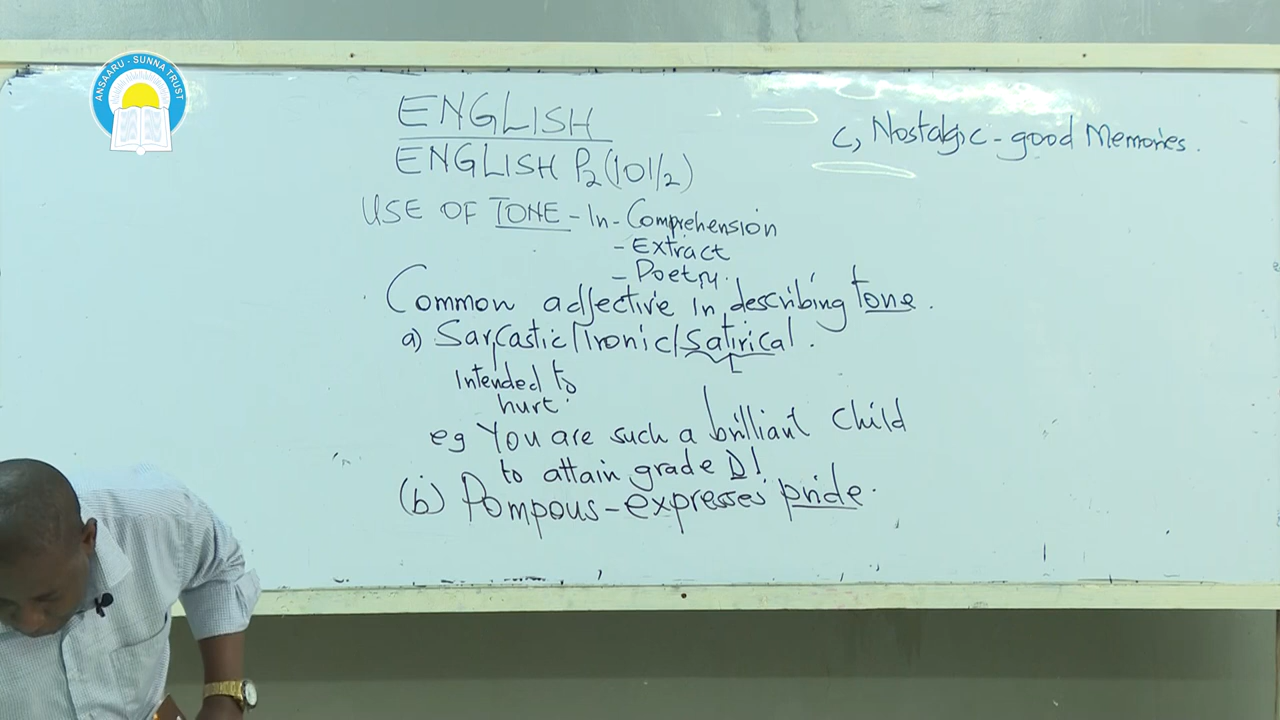 ANSAARU - SUNNA TRUST
ENGLISH
ENGLISH P2 (101/2)
USE OF TONE - In - Comprehension
- Extract
- Poetry.
Common adjective in describing tone.
a) Sarcastic/Ironic/Satirical.
Intended to
hurt.
eg You are such a brilliant child
to attain grade D!
(b) Pompous - expresses pride.
c, Nostalgic - good Memories.